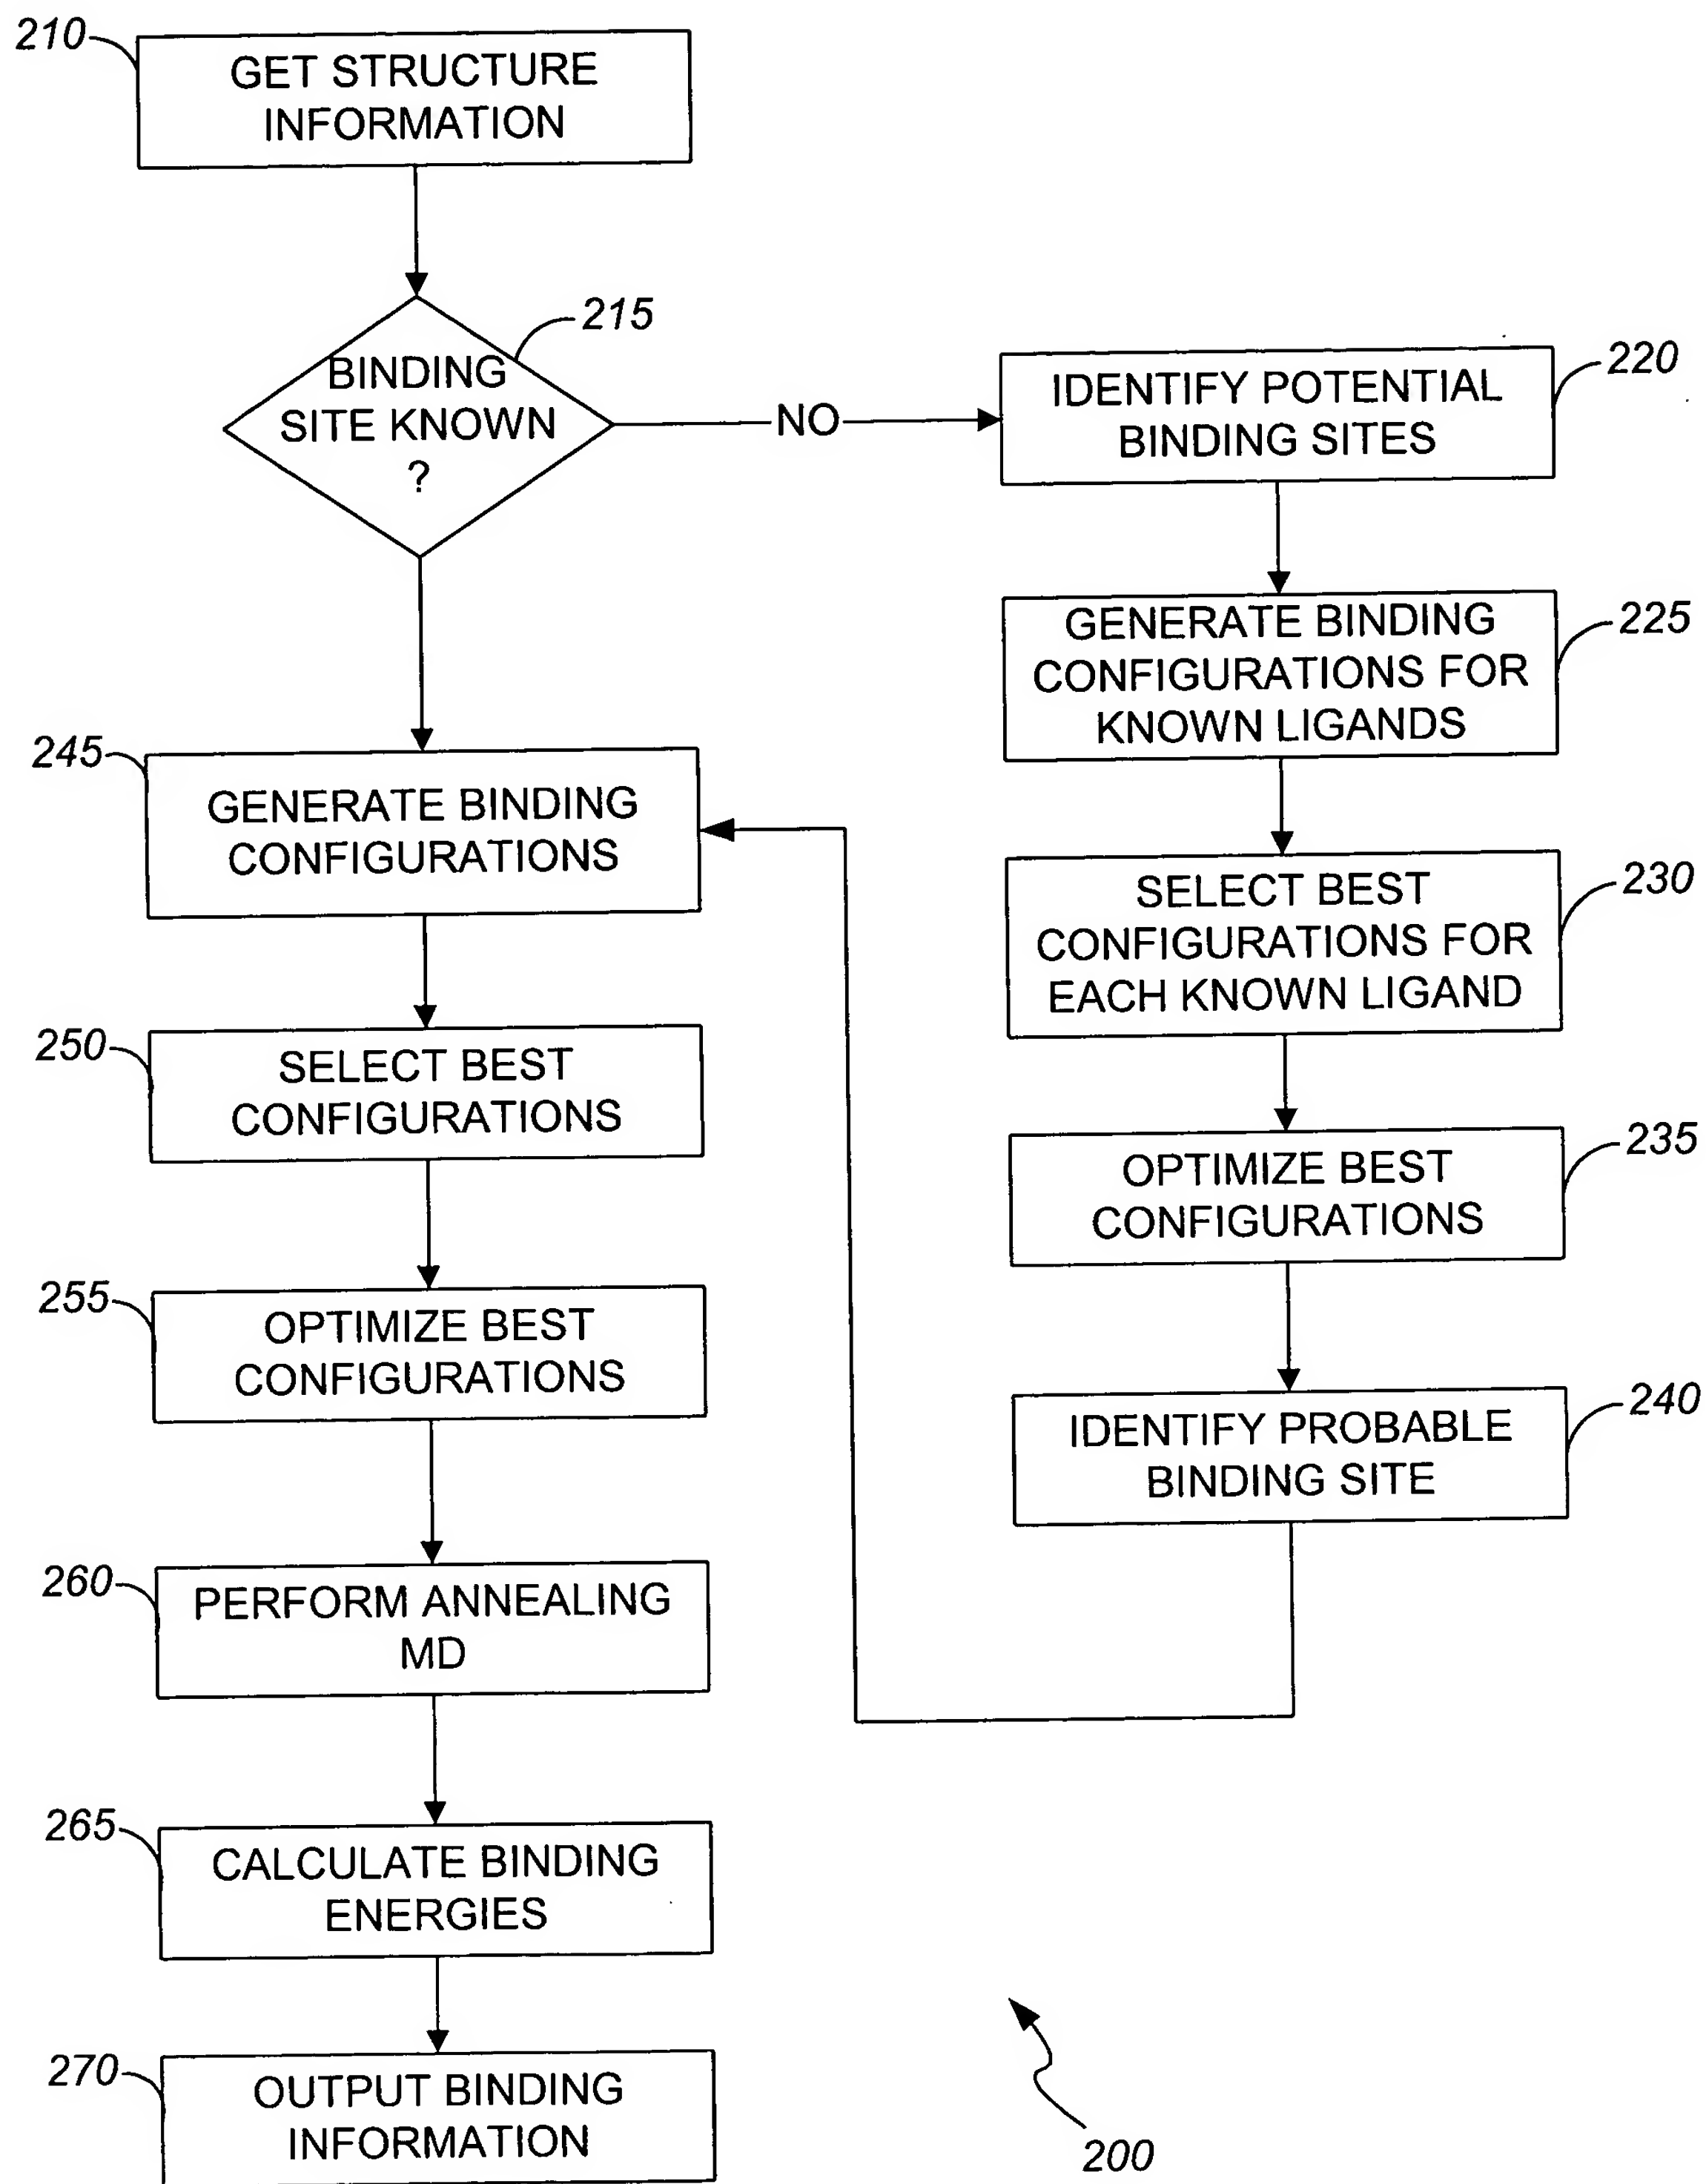 210
GET STRUCTURE
INFORMATION
215
BINDING
SITE KNOWN
?
NO
220
IDENTIFY POTENTIAL
BINDING SITES
225
GENERATE BINDING
CONFIGURATIONS FOR
KNOWN LIGANDS
230
SELECT BEST
CONFIGURATIONS FOR
EACH KNOWN LIGAND
235
OPTIMIZE BEST
CONFIGURATIONS
240
IDENTIFY PROBABLE
BINDING SITE
245
GENERATE BINDING
CONFIGURATIONS
250
SELECT BEST
CONFIGURATIONS
255
OPTIMIZE BEST
CONFIGURATIONS
260
PERFORM ANNEALING
MD
265
CALCULATE BINDING
ENERGIES
270
OUTPUT BINDING
INFORMATION
200